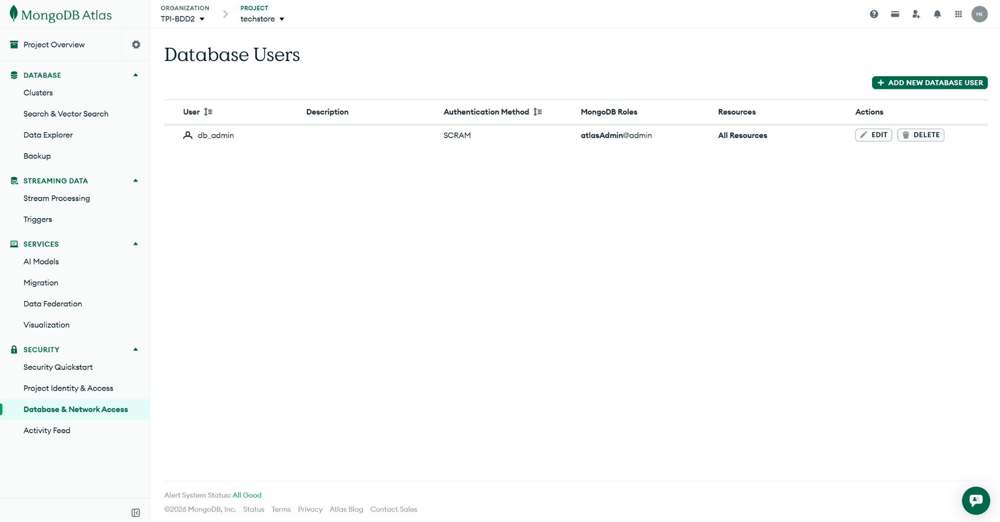 MongoDB Atlas
ORGANIZATION
TPI-BDD2
PROJECT
techstore
ME
Project Overview
DATABASE
Clusters
Search & Vector Search
Data Explorer
Backup
STREAMING DATA
Stream Processing
Triggers
SERVICES
AI Models
Migration
Data Federation
Visualization
SECURITY
Security Quickstart
Project Identity & Access
Database & Network Access
Activity Feed
Database Users
ADD NEW DATABASE USER
User Description Authentication Method MongoDB Roles Resources Actions
db_admin SCRAM atlasAdmin@admin All Resources EDIT DELETE
Alert System Status: All Good
©2026 MongoDB, Inc. Status Terms Privacy Atlas Blog Contact Sales